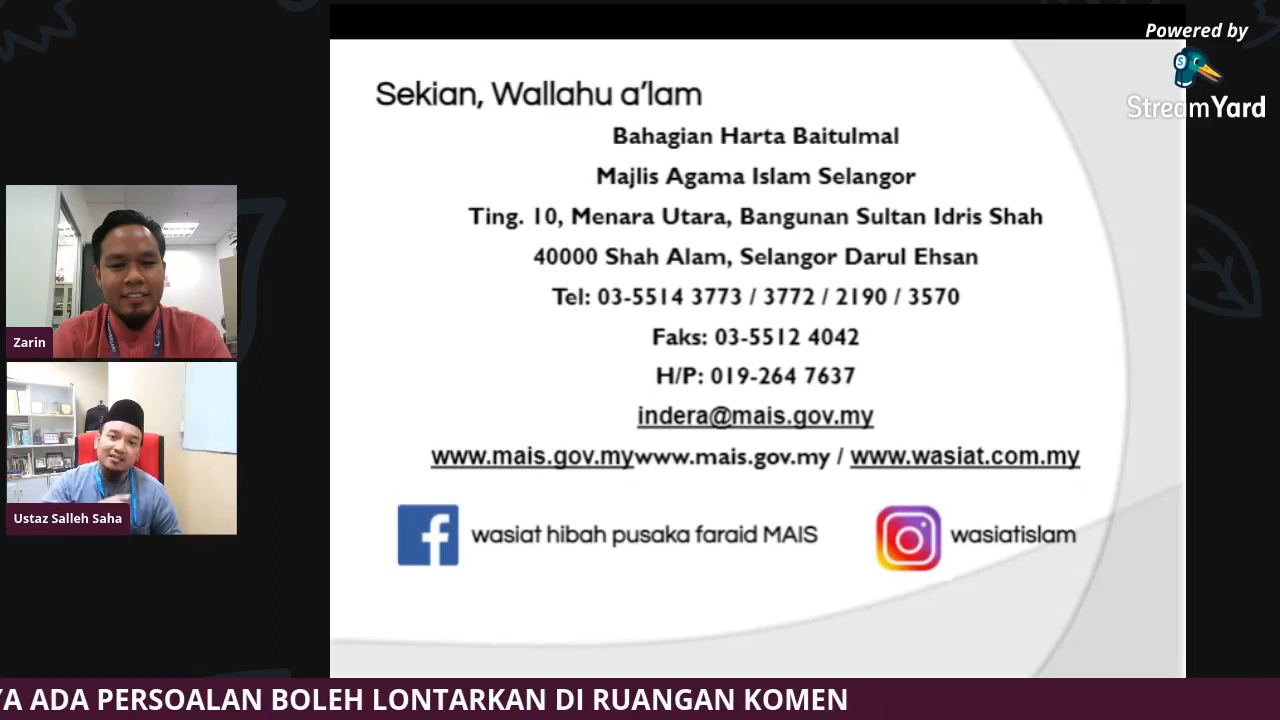 Powered by
StreamYard
Sekian, Wallahu a'lam
Bahagian Harta Baitulmal
Majlis Agama Islam Selangor
Ting. 10, Menara Utara, Bangunan Sultan Idris Shah
40000 Shah Alam, Selangor Darul Ehsan
Tel: 03-5514 3773 / 3772 / 2190 / 3570
Faks: 03-5512 4042
H/P: 019-264 7637
indera@mais.gov.my
www.mais.gov.mywww.mais.gov.my / www.wasiat.com.my
wasiat hibah pusaka faraid MAIS
wasiatislam
Zarin
Ustaz Salleh Saha
YA ADA PERSOALAN BOLEH LONTARKAN DI RUANGAN KOMEN